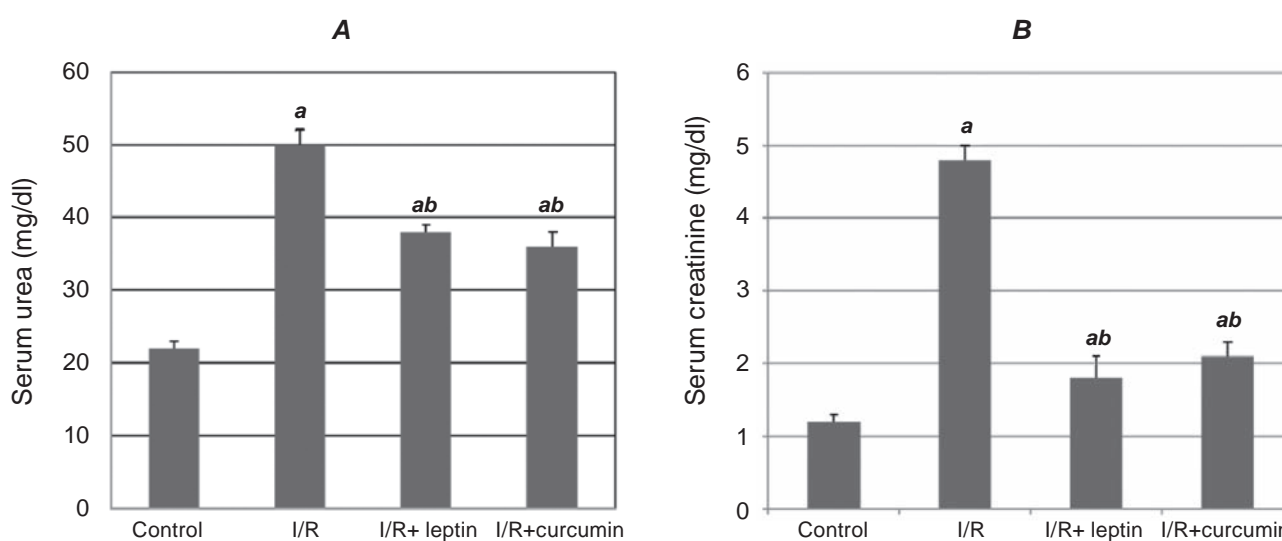 A
Serum urea (mg/dl)
60
50
40
30
20
10
0
a
ab
ab
Control
I/R
I/R+ leptin
I/R+curcumin
B
Serum creatinine (mg/dl)
6
5
4
3
2
1
0
a
ab
ab
Control
I/R
I/R+ leptin
I/R+curcumin